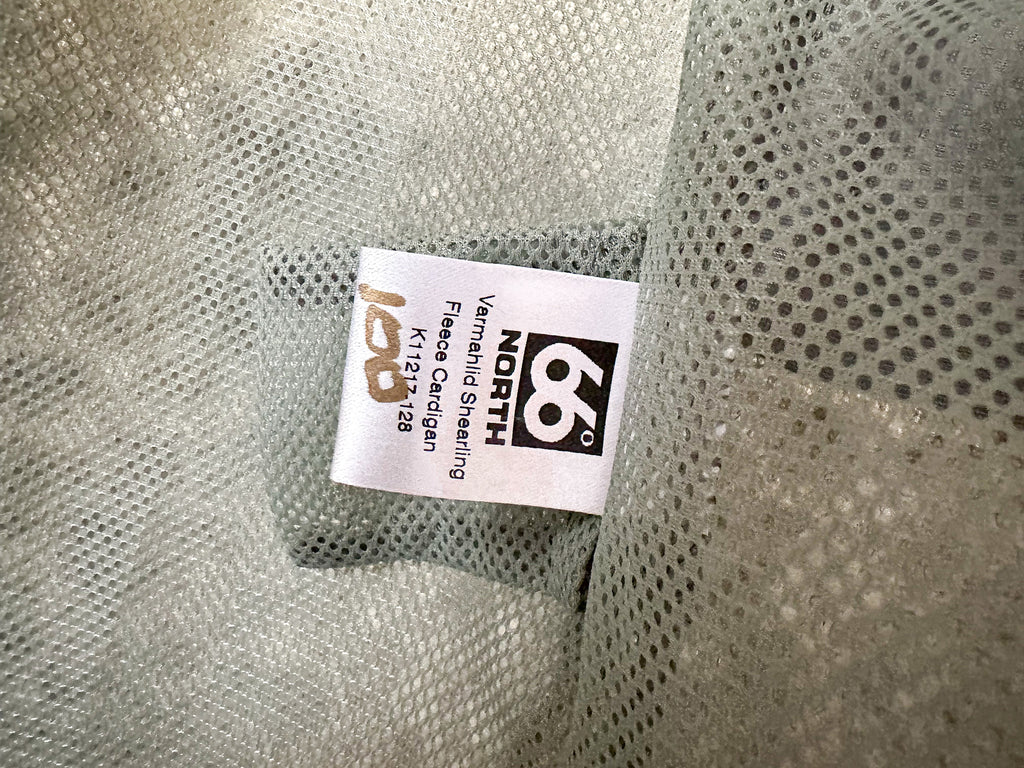 66°
NORTH
Varmahlid Shearling
Fleece Cardigan
K11217-128
100